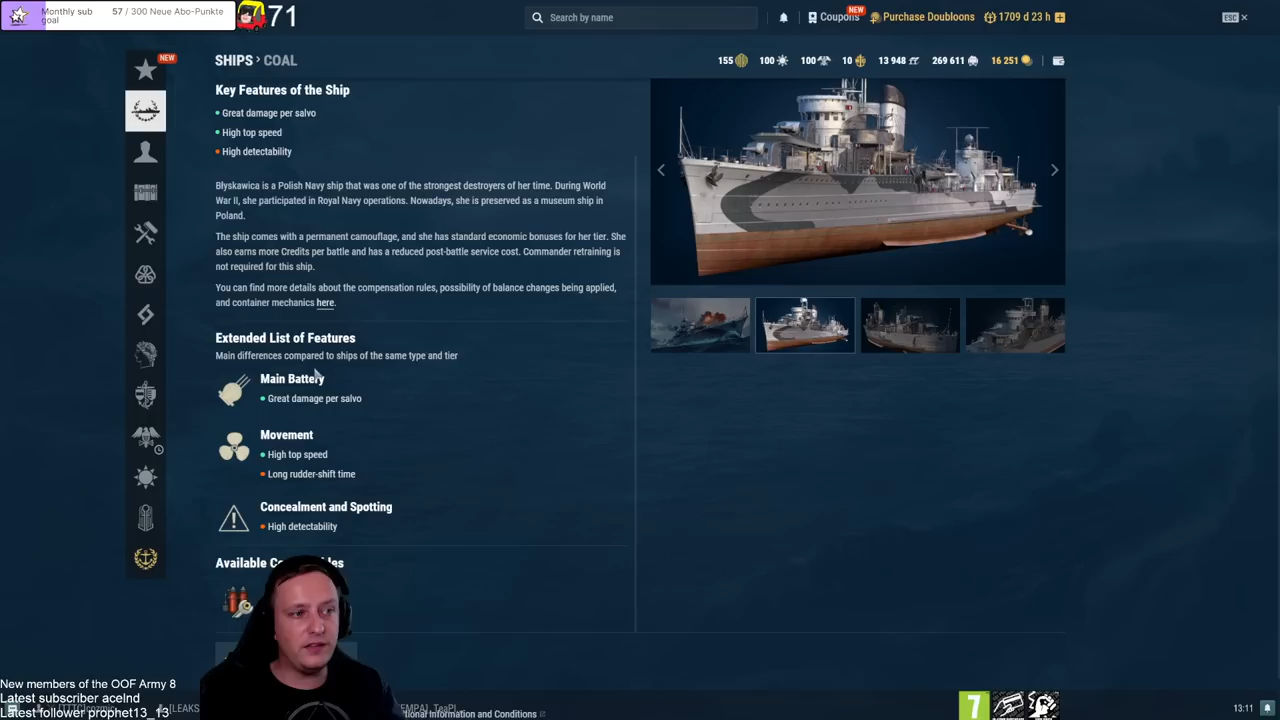 Monthly sub goal
57 / 300 Neue Abo-Punkte
71
Search by name
NEW
Coupons
Purchase Doubloons
1709 d 23 h
ESC
NEW
SHIPS › COAL
155
100
100
10
13 948
269 611
16 251
Key Features of the Ship
Great damage per salvo
High top speed
High detectability
Błyskawica is a Polish Navy ship that was one of the strongest destroyers of her time. During World
War II, she participated in Royal Navy operations. Nowadays, she is preserved as a museum ship in
Poland.
The ship comes with a permanent camouflage, and she has standard economic bonuses for her tier. She
also earns more Credits per battle and has a reduced post-battle service cost. Commander retraining is
not required for this ship.
You can find more details about the compensation rules, possibility of balance changes being applied,
and container mechanics here.
Extended List of Features
Main differences compared to ships of the same type and tier
Main Battery
Great damage per salvo
Movement
High top speed
Long rudder-shift time
Concealment and Spotting
High detectability
Available
New members of the OOF Army 8
Latest subscriber acelnd
Latest follower prophet13_13
[LEAKS
tional Information and Conditions
7
13:11